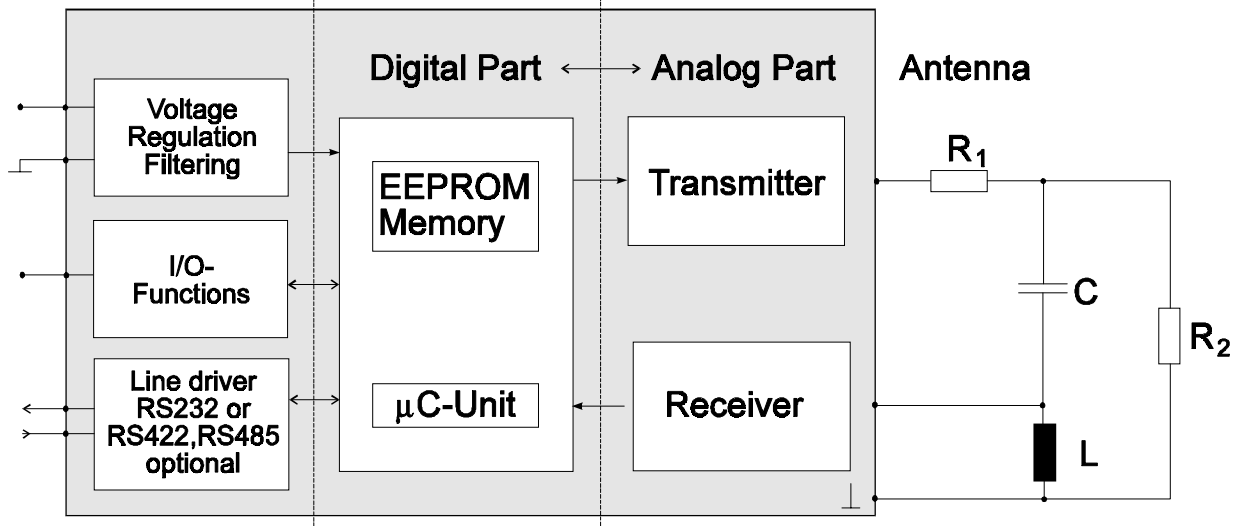 Digital Part
Analog Part
Antenna
Voltage
Regulation
Filtering
EEPROM
Memory
Transmitter
R1
I/O-
Functions
C
R2
Line driver
RS232 or
RS422,RS485
optional
μC-Unit
Receiver
L